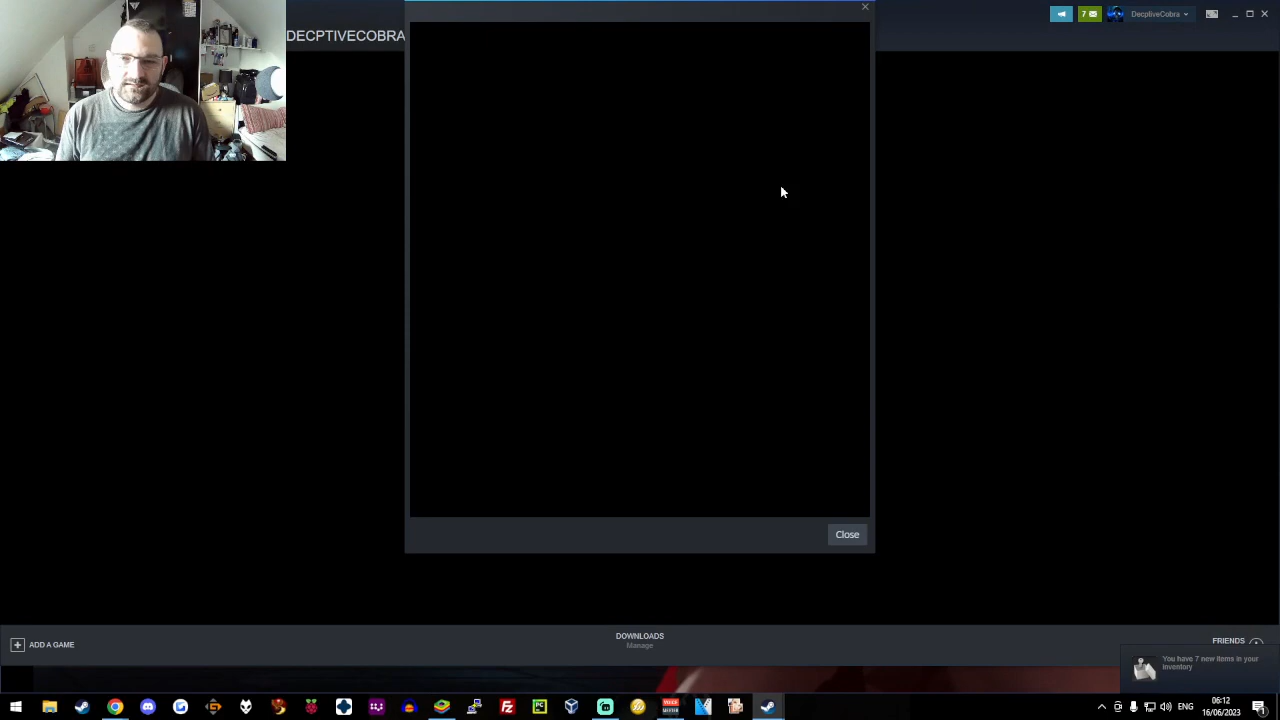 DECPTIVECOBRA
7
DecptiveCobra
Close
ADD A GAME
DOWNLOADS
Manage
FRIENDS
You have 7 new items in your
inventory
ENG
06:12
16/06/2023